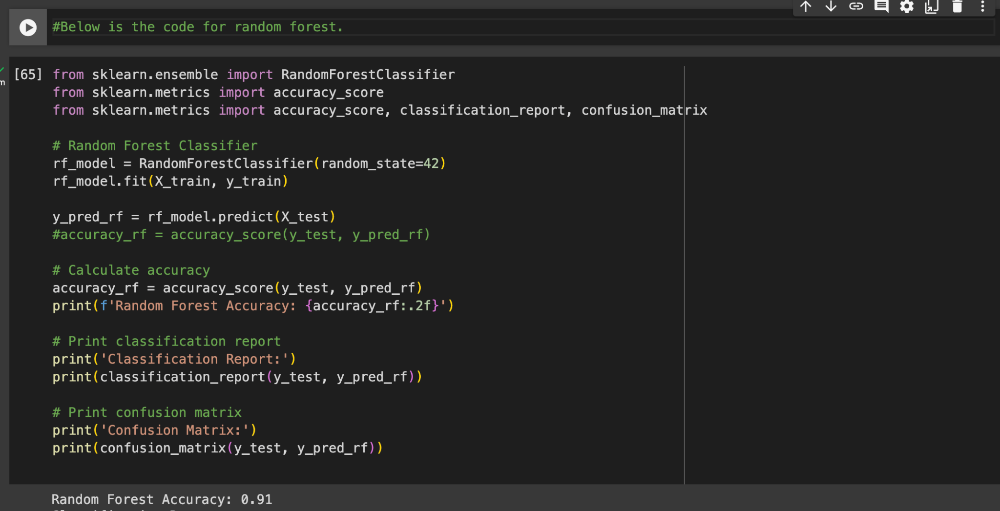 #Below is the code for random forest.
[65] from sklearn.ensemble import RandomForestClassifier
m from sklearn.metrics import accuracy_score
from sklearn.metrics import accuracy_score, classification_report, confusion_matrix
# Random Forest Classifier
rf_model = RandomForestClassifier(random_state=42)
rf_model.fit(X_train, y_train)
y_pred_rf = rf_model.predict(X_test)
#accuracy_rf = accuracy_score(y_test, y_pred_rf)
# Calculate accuracy
accuracy_rf = accuracy_score(y_test, y_pred_rf)
print(f'Random Forest Accuracy: {accuracy_rf:.2f}')
# Print classification report
print('Classification Report:')
print(classification_report(y_test, y_pred_rf))
# Print confusion matrix
print('Confusion Matrix:')
print(confusion_matrix(y_test, y_pred_rf))
Random Forest Accuracy: 0.91